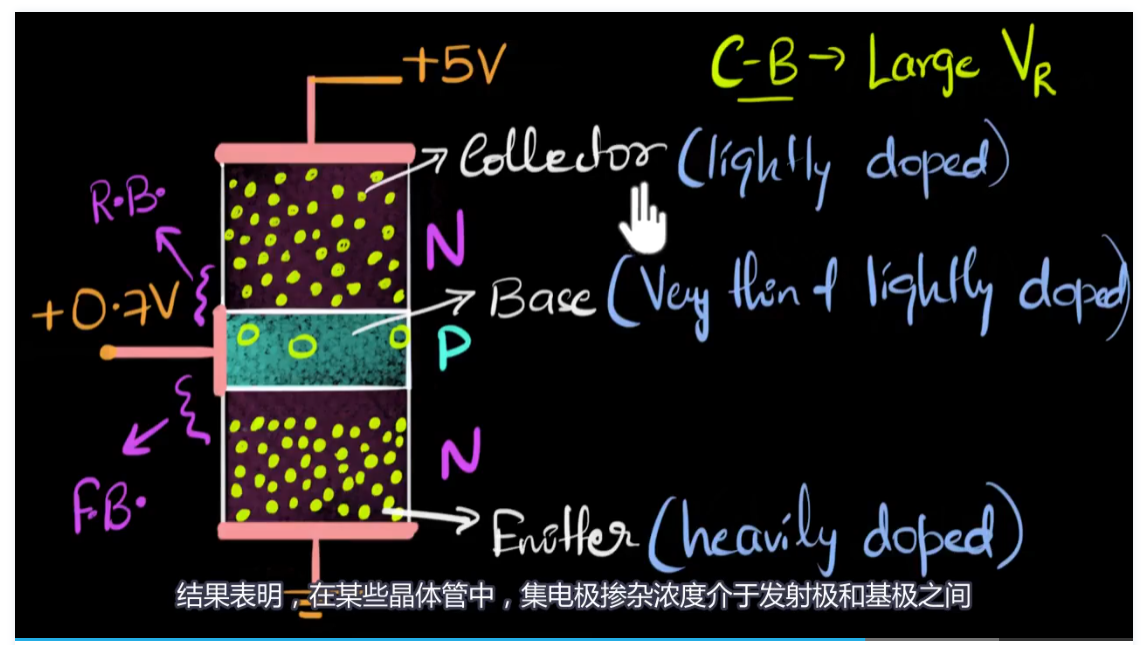 +5V
C-B → Large VR
Collector (lightly doped)
R.B.
N
+0.7V
Base (Very thin & lightly doped)
P
N
F.B.
Emitter (heavily doped)
结果表明，在某些晶体管中，集电极掺杂浓度介于发射极和基极之间